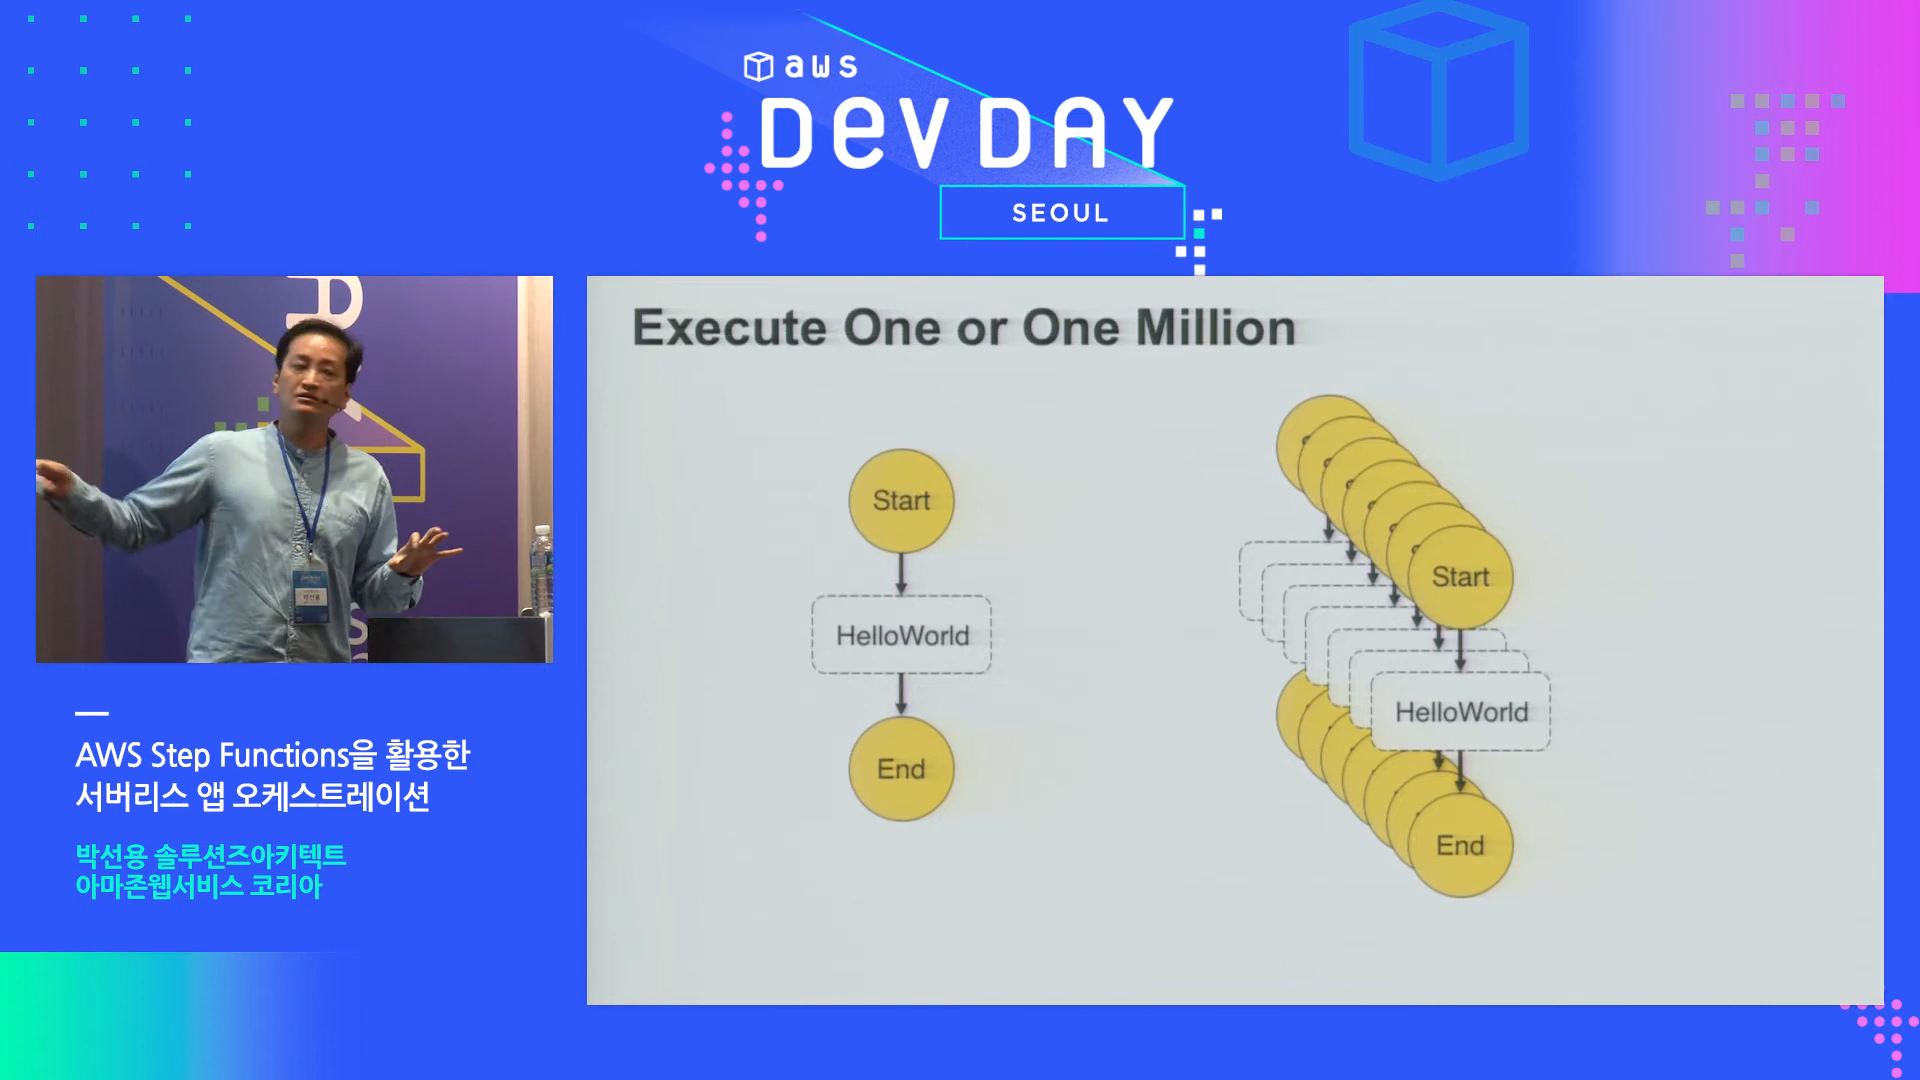 aws
DEV DAY
SEOUL
Execute One or One Million
Start
HelloWorld
End
Start
HelloWorld
End
AWS Step Functions을 활용한
서버리스 앱 오케스트레이션
박선용 솔루션즈아키텍트
아마존웹서비스 코리아